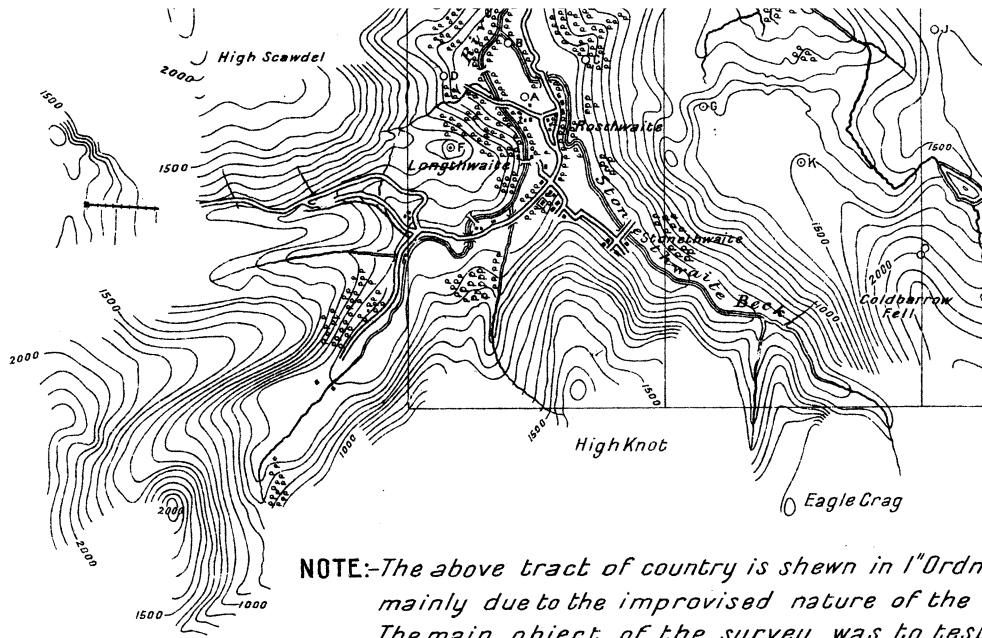 High Scawdel
2000
1500
1500
D
B
C
A
J
G
Rosthwaite
F
Longthwaite
K
1500
Stonethwaite
1500
Stonethwaite Beck
2000
Coldbarrow
Fell
1000
1500
2000
1500
1500
1000
High Knot
Eagle Crag
2000
2000
1500
1000
NOTE:-The above tract of country is shewn in 1" Ordn
mainly due to the improvised nature of the
The main object of the survey was to test